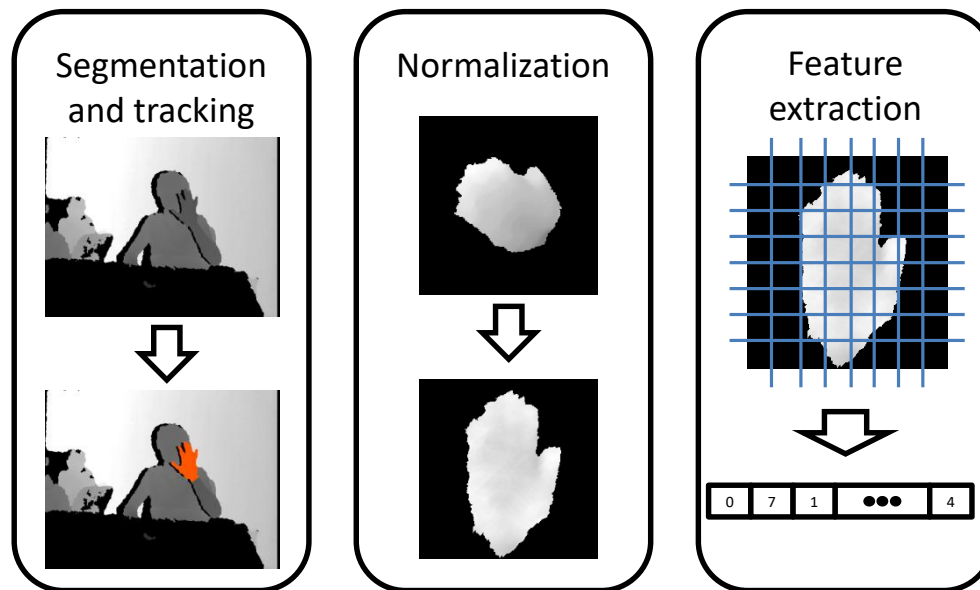 Segmentation
and tracking
Normalization
Feature
extraction
0 7 1 ●●● 4